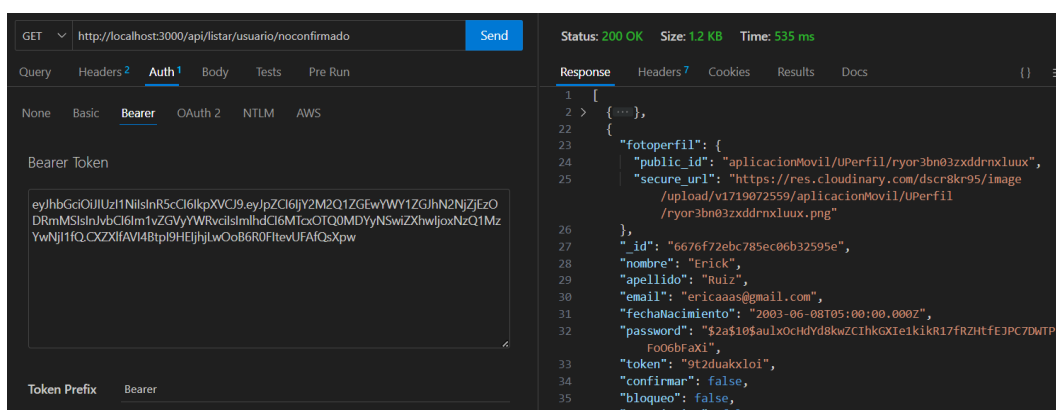 GET http://localhost:3000/api/listar/usuario/noconfirmado Send
Query Headers 2 Auth 1 Body Tests Pre Run
None Basic Bearer OAuth 2 NTLM AWS
Bearer Token
Token Prefix Bearer
Status: 200 OK Size: 1.2 KB Time: 535 ms
Response Headers 7 Cookies Results Docs { }
1 [
2 > { ··· },
22 {
23 "fotoperfil": {
24 "public_id": "aplicacionMovil/UPerfil/ryor3bn03zxddrnxluux",
25 "secure_url": "https://res.cloudinary.com/dscr8kr95/image
/upload/v1719072559/aplicacionMovil/UPerfil
/ryor3bn03zxddrnxluux.png"
26 },
27 "_id": "6676f72ebc785ec06b32595e",
28 "nombre": "Erick",
29 "apellido": "Ruiz",
30 "email": "ericaaas@gmail.com",
31 "fechaNacimiento": "2003-06-08T05:00:00.000Z",
32 "password": "$2a$10$aulxOcHdYd8kwZCIhkGXIe1kikR17fRZHtfEJPC7DWTP
FoO6bFaXi",
33 "token": "9t2duakxloi",
34 "confirmar": false,
35 "bloqueo": false,